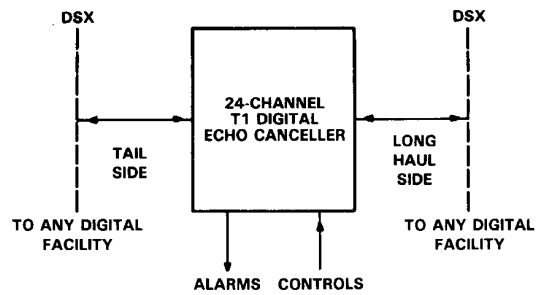 DSX
DSX
24-CHANNEL
T1 DIGITAL
ECHO CANCELLER
TAIL
SIDE
LONG
HAUL
SIDE
TO ANY DIGITAL
FACILITY
TO ANY DIGITAL
FACILITY
ALARMS
CONTROLS